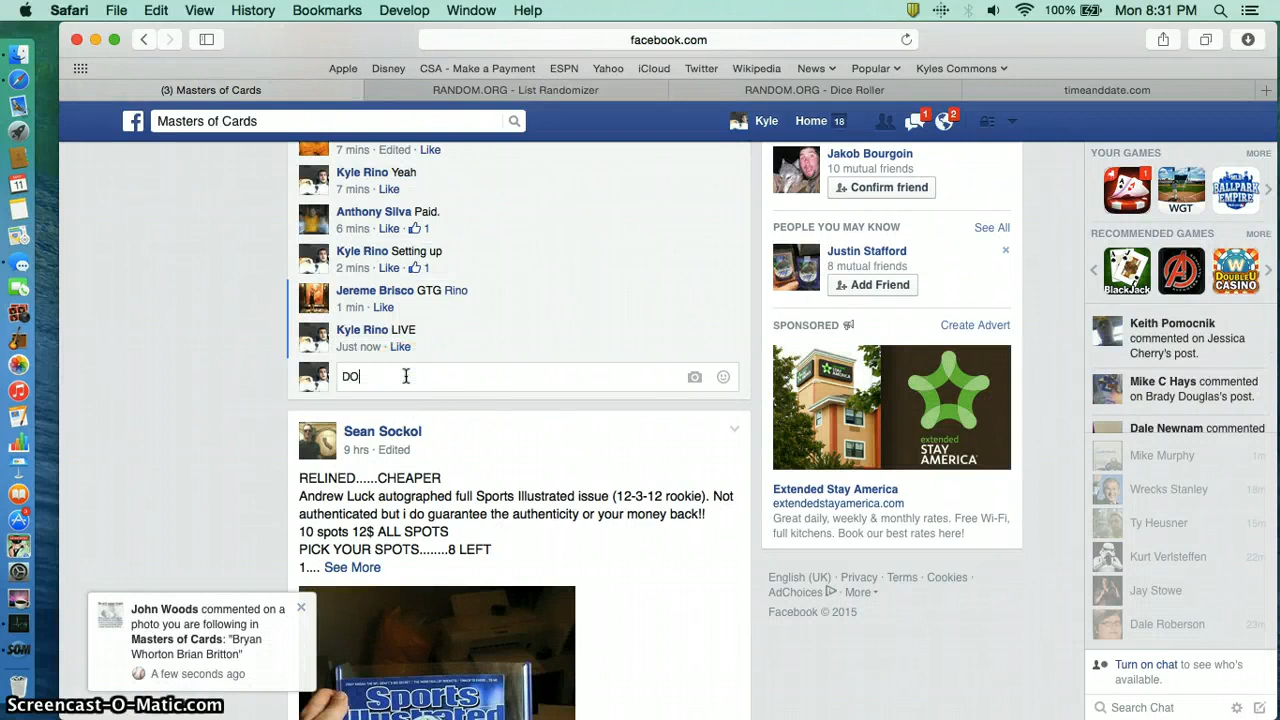 Safari File Edit View History Bookmarks Develop Window Help
100% Mon 8:31 PM
facebook.com
Apple Disney CSA - Make a Payment ESPN Yahoo iCloud Twitter Wikipedia News Popular Kyles Commons
(3) Masters of Cards RANDOM.ORG - List Randomizer RANDOM.ORG - Dice Roller timeanddate.com
Masters of Cards
Kyle Home 18 1 2
7 mins · Edited · Like
Kyle Rino Yeah
7 mins · Like
Anthony Silva Paid.
6 mins · Like · 1
Kyle Rino Setting up
2 mins · Like · 1
Jereme Brisco GTG Rino
1 min · Like
Kyle Rino LIVE
Just now · Like
DO
Sean Sockol
9 hrs · Edited
RELINED......CHEAPER
Andrew Luck autographed full Sports Illustrated issue (12-3-12 rookie). Not
authenticated but i do guarantee the authenticity or your money back!!
10 spots 12$ ALL SPOTS
PICK YOUR SPOTS........8 LEFT
1.... See More
Sports
Illustrated
John Woods commented on a
photo you are following in
Masters of Cards: "Bryan
Whorton Brian Britton"
A few seconds ago
Jakob Bourgoin
10 mutual friends
Confirm friend
PEOPLE YOU MAY KNOW See All
Justin Stafford
8 mutual friends
Add Friend
SPONSORED Create Advert
extended
STAY
AMERICA
Extended Stay America
extendedstayamerica.com
Great daily, weekly & monthly rates. Free Wi-Fi,
full kitchens. Book our best rates here!
English (UK) · Privacy · Terms · Cookies ·
AdChoices · More
Facebook © 2015
YOUR GAMES MORE
1
WGT
BALLPARK
EMPIRE
RECOMMENDED GAMES MORE
BLACKJACK
DOUBLEU
CASINO
Keith Pomocnik
commented on Jessica
Cherry's post.
Mike C Hays commented
on Brady Douglas's post.
Dale Newnam commented
Mike Murphy 1m
Wrecks Stanley 18m
Ty Heusner 15m
Kurt Verlsteffen 22m
Jay Stowe
Dale Roberson 23m
Turn on chat to see who's
available.
Search Chat
Screencast-O-Matic.com